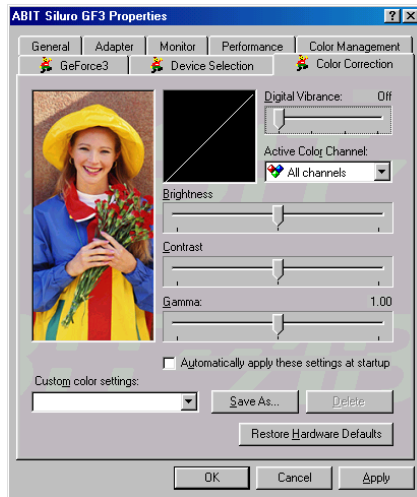 ABIT Siluro GF3 Properties
General Adapter Monitor Performance Color Management
GeForce3 Device Selection Color Correction
Digital Vibrance: Off
Active Color Channel:
All channels
Brightness
Contrast
Gamma: 1.00
Automatically apply these settings at startup
Custom color settings:
Save As... Delete
Restore Hardware Defaults
OK Cancel Apply